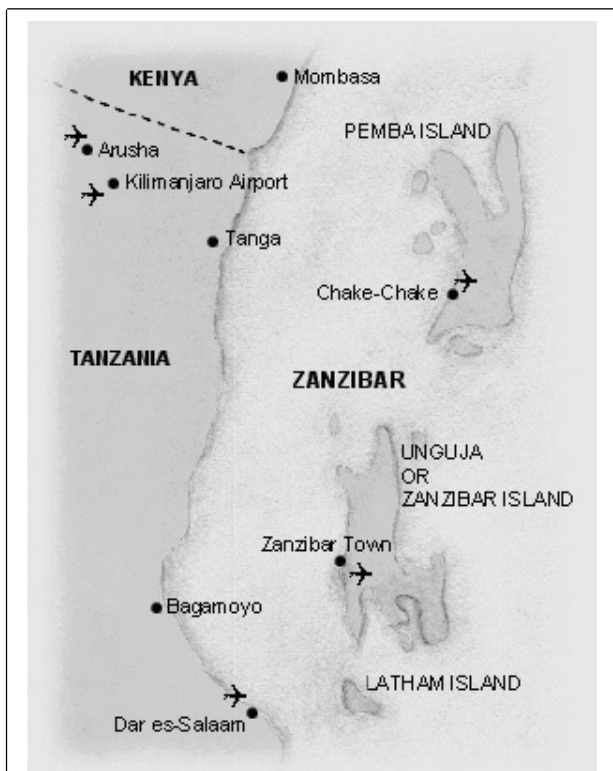 KENYA
Mombasa
PEMBA ISLAND
Arusha
Kilimanjaro Airport
Tanga
Chake-Chake
TANZANIA
ZANZIBAR
UNGUJA
OR
ZANZIBAR ISLAND
Zanzibar Town
Bagamoyo
LATHAM ISLAND
Dar es-Salaam